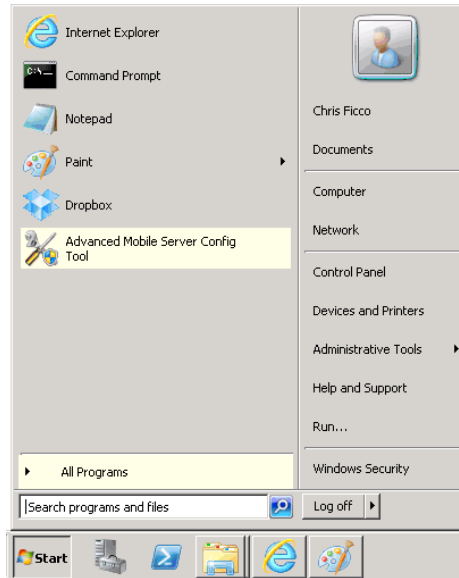 Internet Explorer
Command Prompt
Notepad
Paint
Dropbox
Advanced Mobile Server Config
Tool
All Programs
Search programs and files
Chris Ficco
Documents
Computer
Network
Control Panel
Devices and Printers
Administrative Tools
Help and Support
Run...
Windows Security
Log off
Start